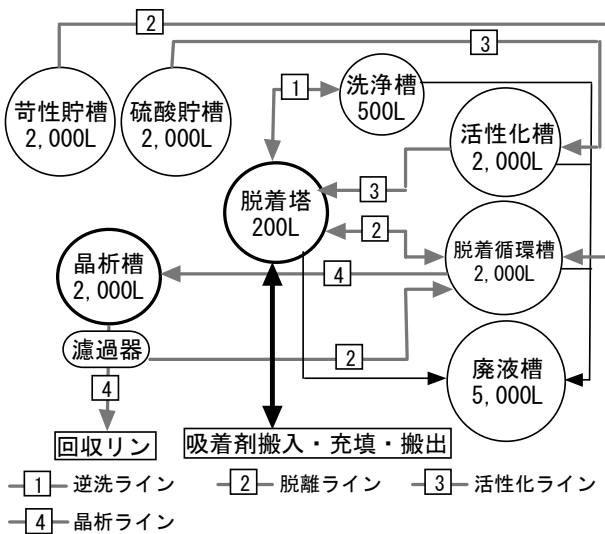 2
3
苛性貯槽
2,000L
硫酸貯槽
2,000L
1
洗浄槽
500L
活性化槽
2,000L
3
脱着塔
200L
2
脱着循環槽
2,000L
晶析槽
2,000L
4
濾過器
2
4
廃液槽
5,000L
回収リン
吸着剤搬入・充填・搬出
1 逆洗ライン 2 脱離ライン 3 活性化ライン
4 晶析ライン